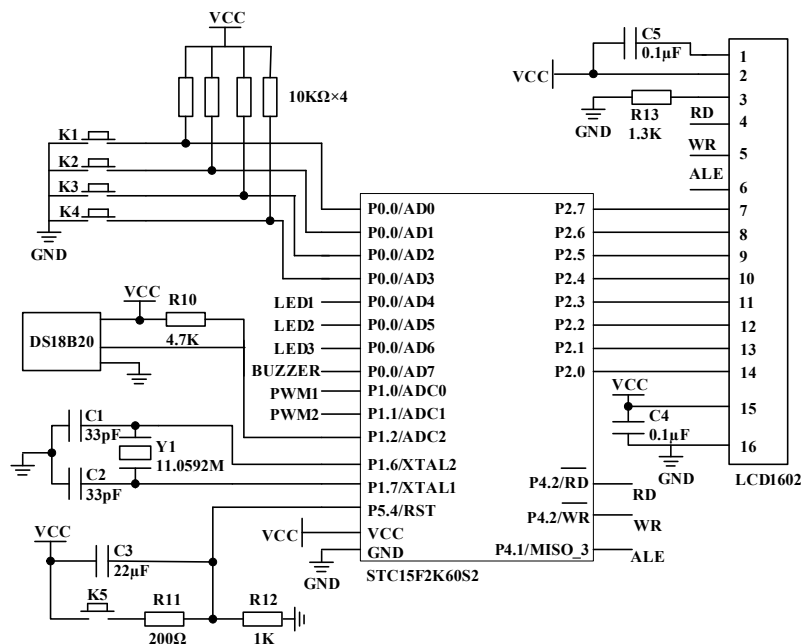 VCC
C5
0.1µF
1
VCC
2
10KΩ×4
3
R13
RD
4
GND
1.3K
K1
WR
5
K2
ALE
6
K3
K4
P0.0/AD0
P2.7
7
GND
P0.0/AD1
P2.6
8
P0.0/AD2
P2.5
9
P0.0/AD3
P2.4
10
VCC
R10
LED1
P0.0/AD4
P2.3
11
DS18B20
4.7K
LED2
P0.0/AD5
P2.2
12
LED3
P0.0/AD6
P2.1
13
BUZZER
P0.0/AD7
P2.0
14
PWM1
P1.0/ADC0
VCC
PWM2
P1.1/ADC1
15
C1
33pF
P1.2/ADC2
C4
0.1µF
16
Y1
11.0592M
P1.6/XTAL2
GND
LCD1602
C2
33pF
P1.7/XTAL1
P4.2/RD
RD
P5.4/RST
P4.2/WR
WR
VCC
VCC
VCC
C3
22µF
GND
GND
P4.1/MISO_3
ALE
STC15F2K60S2
K5
R11
R12
200Ω
1K